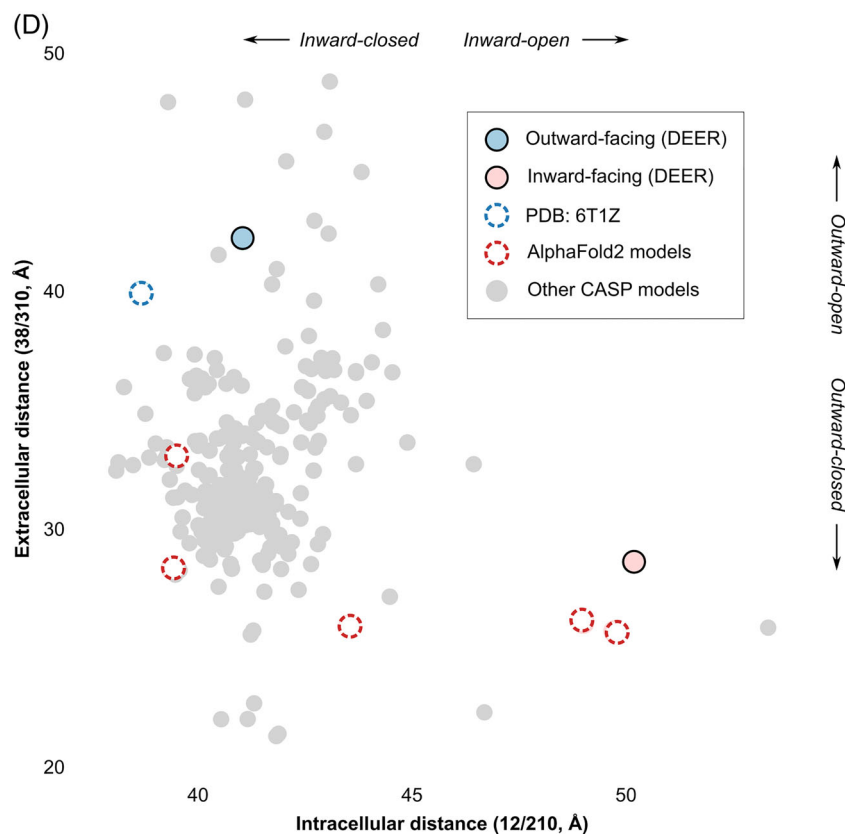 (D)
50
40
30
20
Extracellular distance (38/310, Å)
Inward-closed
Inward-open
Outward-facing (DEER)
Inward-facing (DEER)
PDB: 6T1Z
AlphaFold2 models
Other CASP models
Outward-open
Outward-closed
40
45
50
Intracellular distance (12/210, Å)